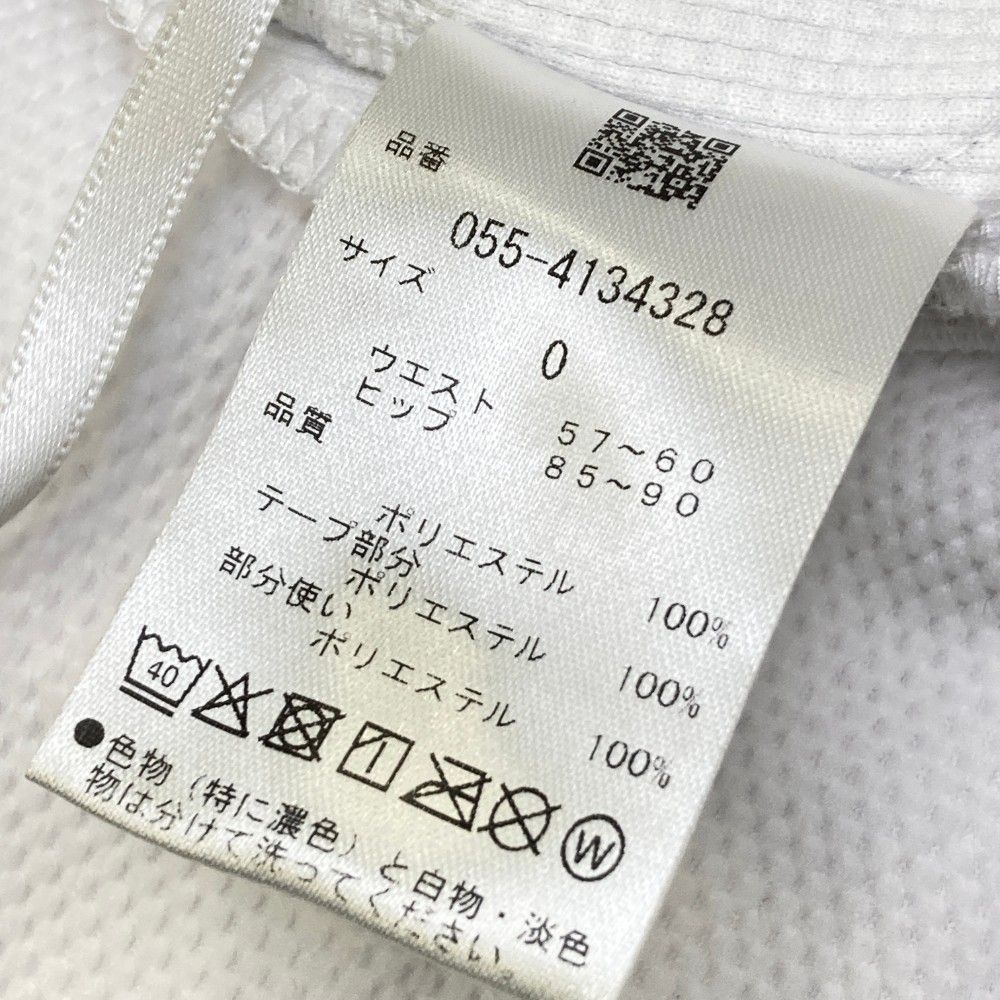 品番
055-4134328
サイズ
0
ウエスト 57～60
ヒップ 85～90
品質
ポリエステル 100%
テープ部分
ポリエステル 100%
部分使い
ポリエステル 100%
40
W
●色物(特に濃色)と白物・淡色
物は分けて洗ってください。